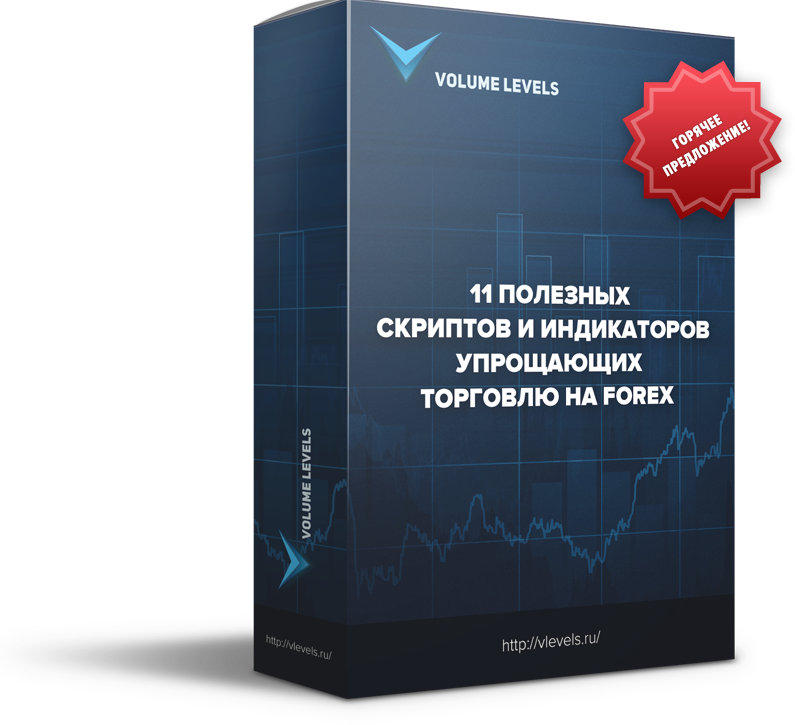 VOLUME LEVELS
ГОРЯЧЕЕ
ПРЕДЛОЖЕНИЕ!
11 ПОЛЕЗНЫХ
СКРИПТОВ И ИНДИКАТОРОВ
УПРОЩАЮЩИХ
ТОРГОВЛЮ НА FOREX
VOLUME LEVELS
http://vlevels.ru/
http://vlevels.ru/